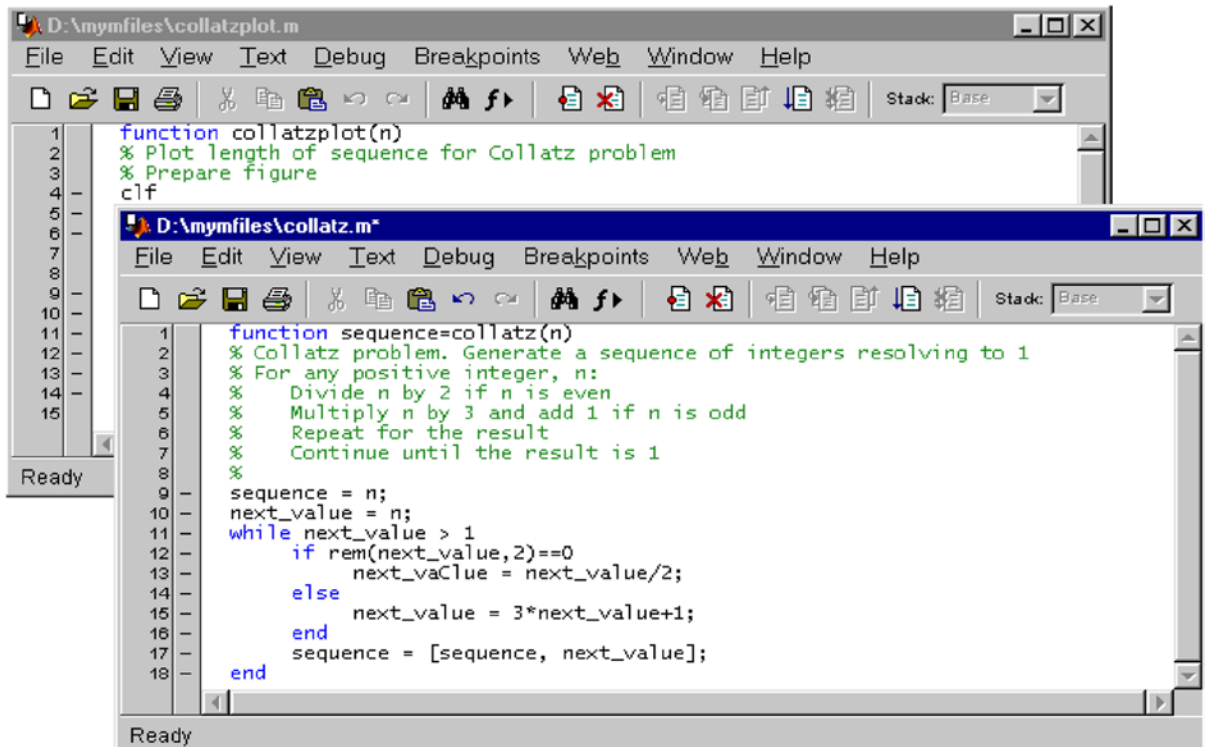 D:\mymfiles\collatzplot.m
File Edit View Text Debug Breakpoints Web Window Help
Stack: Base
1 function collatzplot(n)
2 % Plot length of sequence for Collatz problem
3 % Prepare figure
4 – clf
5 –
6 –
7
8
9 –
10 –
11 –
12 –
13 –
14 –
15
Ready
D:\mymfiles\collatz.m*
File Edit View Text Debug Breakpoints Web Window Help
Stack: Base
1 function sequence=collatz(n)
2 % Collatz problem. Generate a sequence of integers resolving to 1
3 % For any positive integer, n:
4 %    Divide n by 2 if n is even
5 %    Multiply n by 3 and add 1 if n is odd
6 %    Repeat for the result
7 %    Continue until the result is 1
8 %
9 – sequence = n;
10 – next_value = n;
11 – while next_value > 1
12 –      if rem(next_value,2)==0
13 –           next_vaClue = next_value/2;
14 –      else
15 –           next_value = 3*next_value+1;
16 –      end
17 –      sequence = [sequence, next_value];
18 – end
Ready